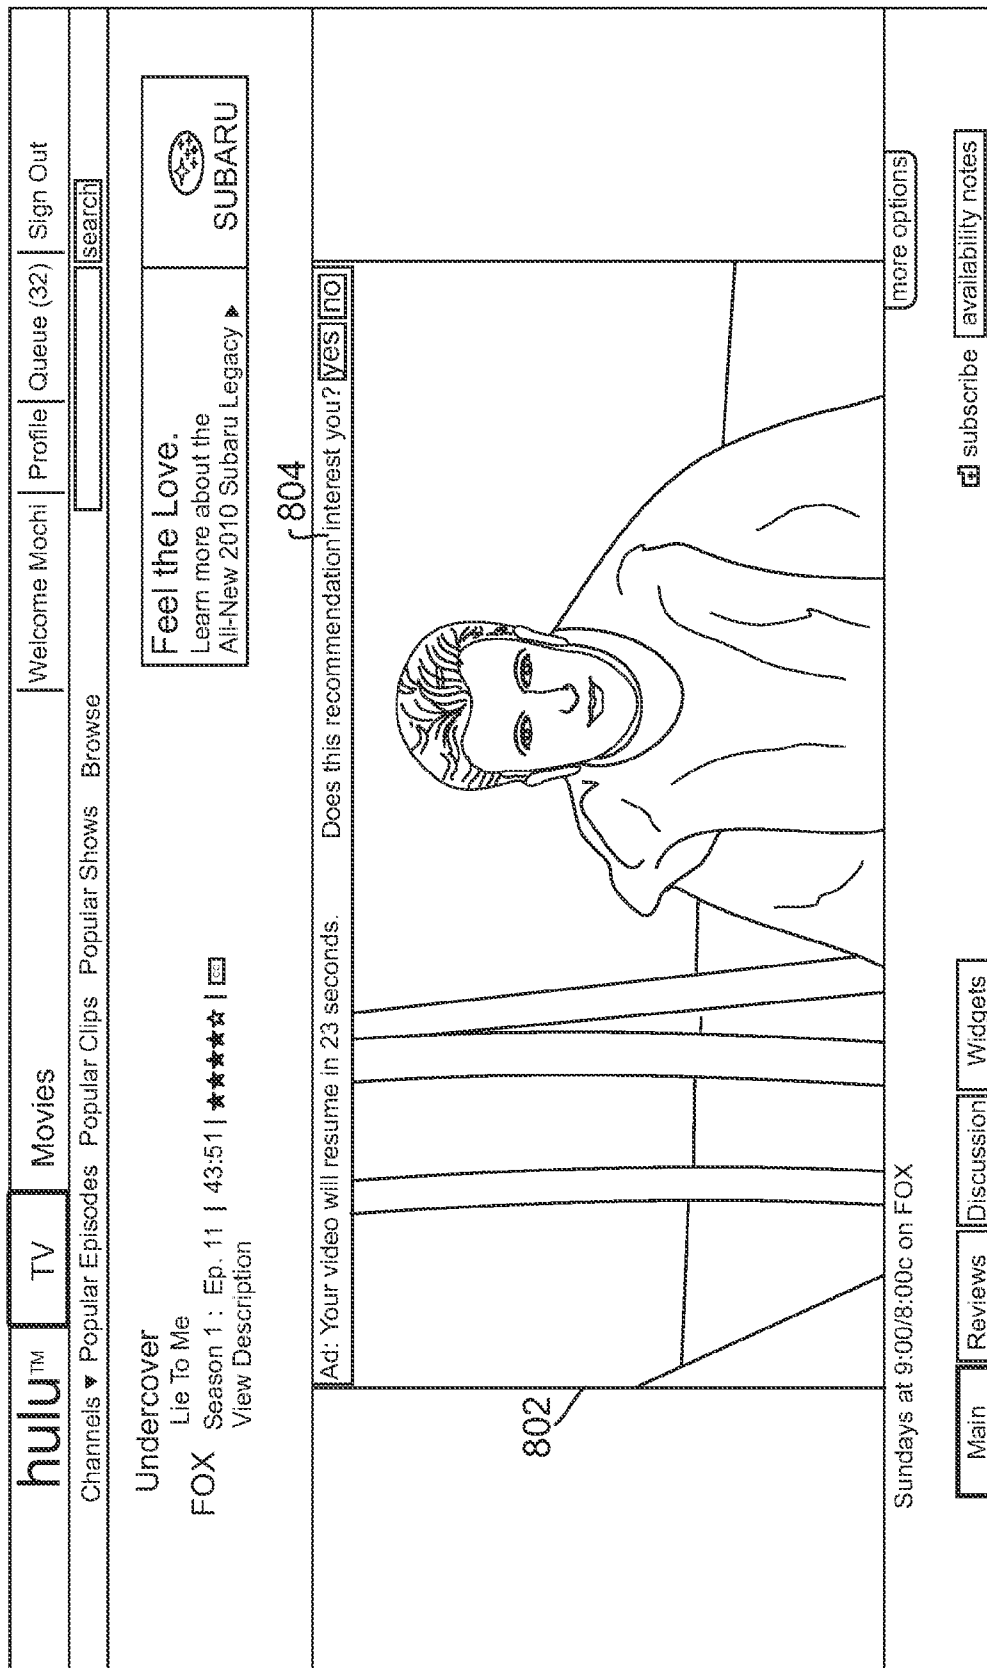 hulu™ TV Movies Welcome Mochi | Profile | Queue (32) | Sign Out
Channels ▼ Popular Episodes Popular Clips Popular Shows Browse search
Undercover
Lie To Me
FOX Season 1 : Ep. 11 | 43:51 | ★★★★☆ | CC
View Description
Feel the Love.
Learn more about the
All-New 2010 Subaru Legacy ▶
SUBARU
804
Ad: Your video will resume in 23 seconds. Does this recommendation interest you? yes no
802
Sundays at 9:00/8:00c on FOX
more options
Main Reviews Discussion Widgets subscribe availability notes